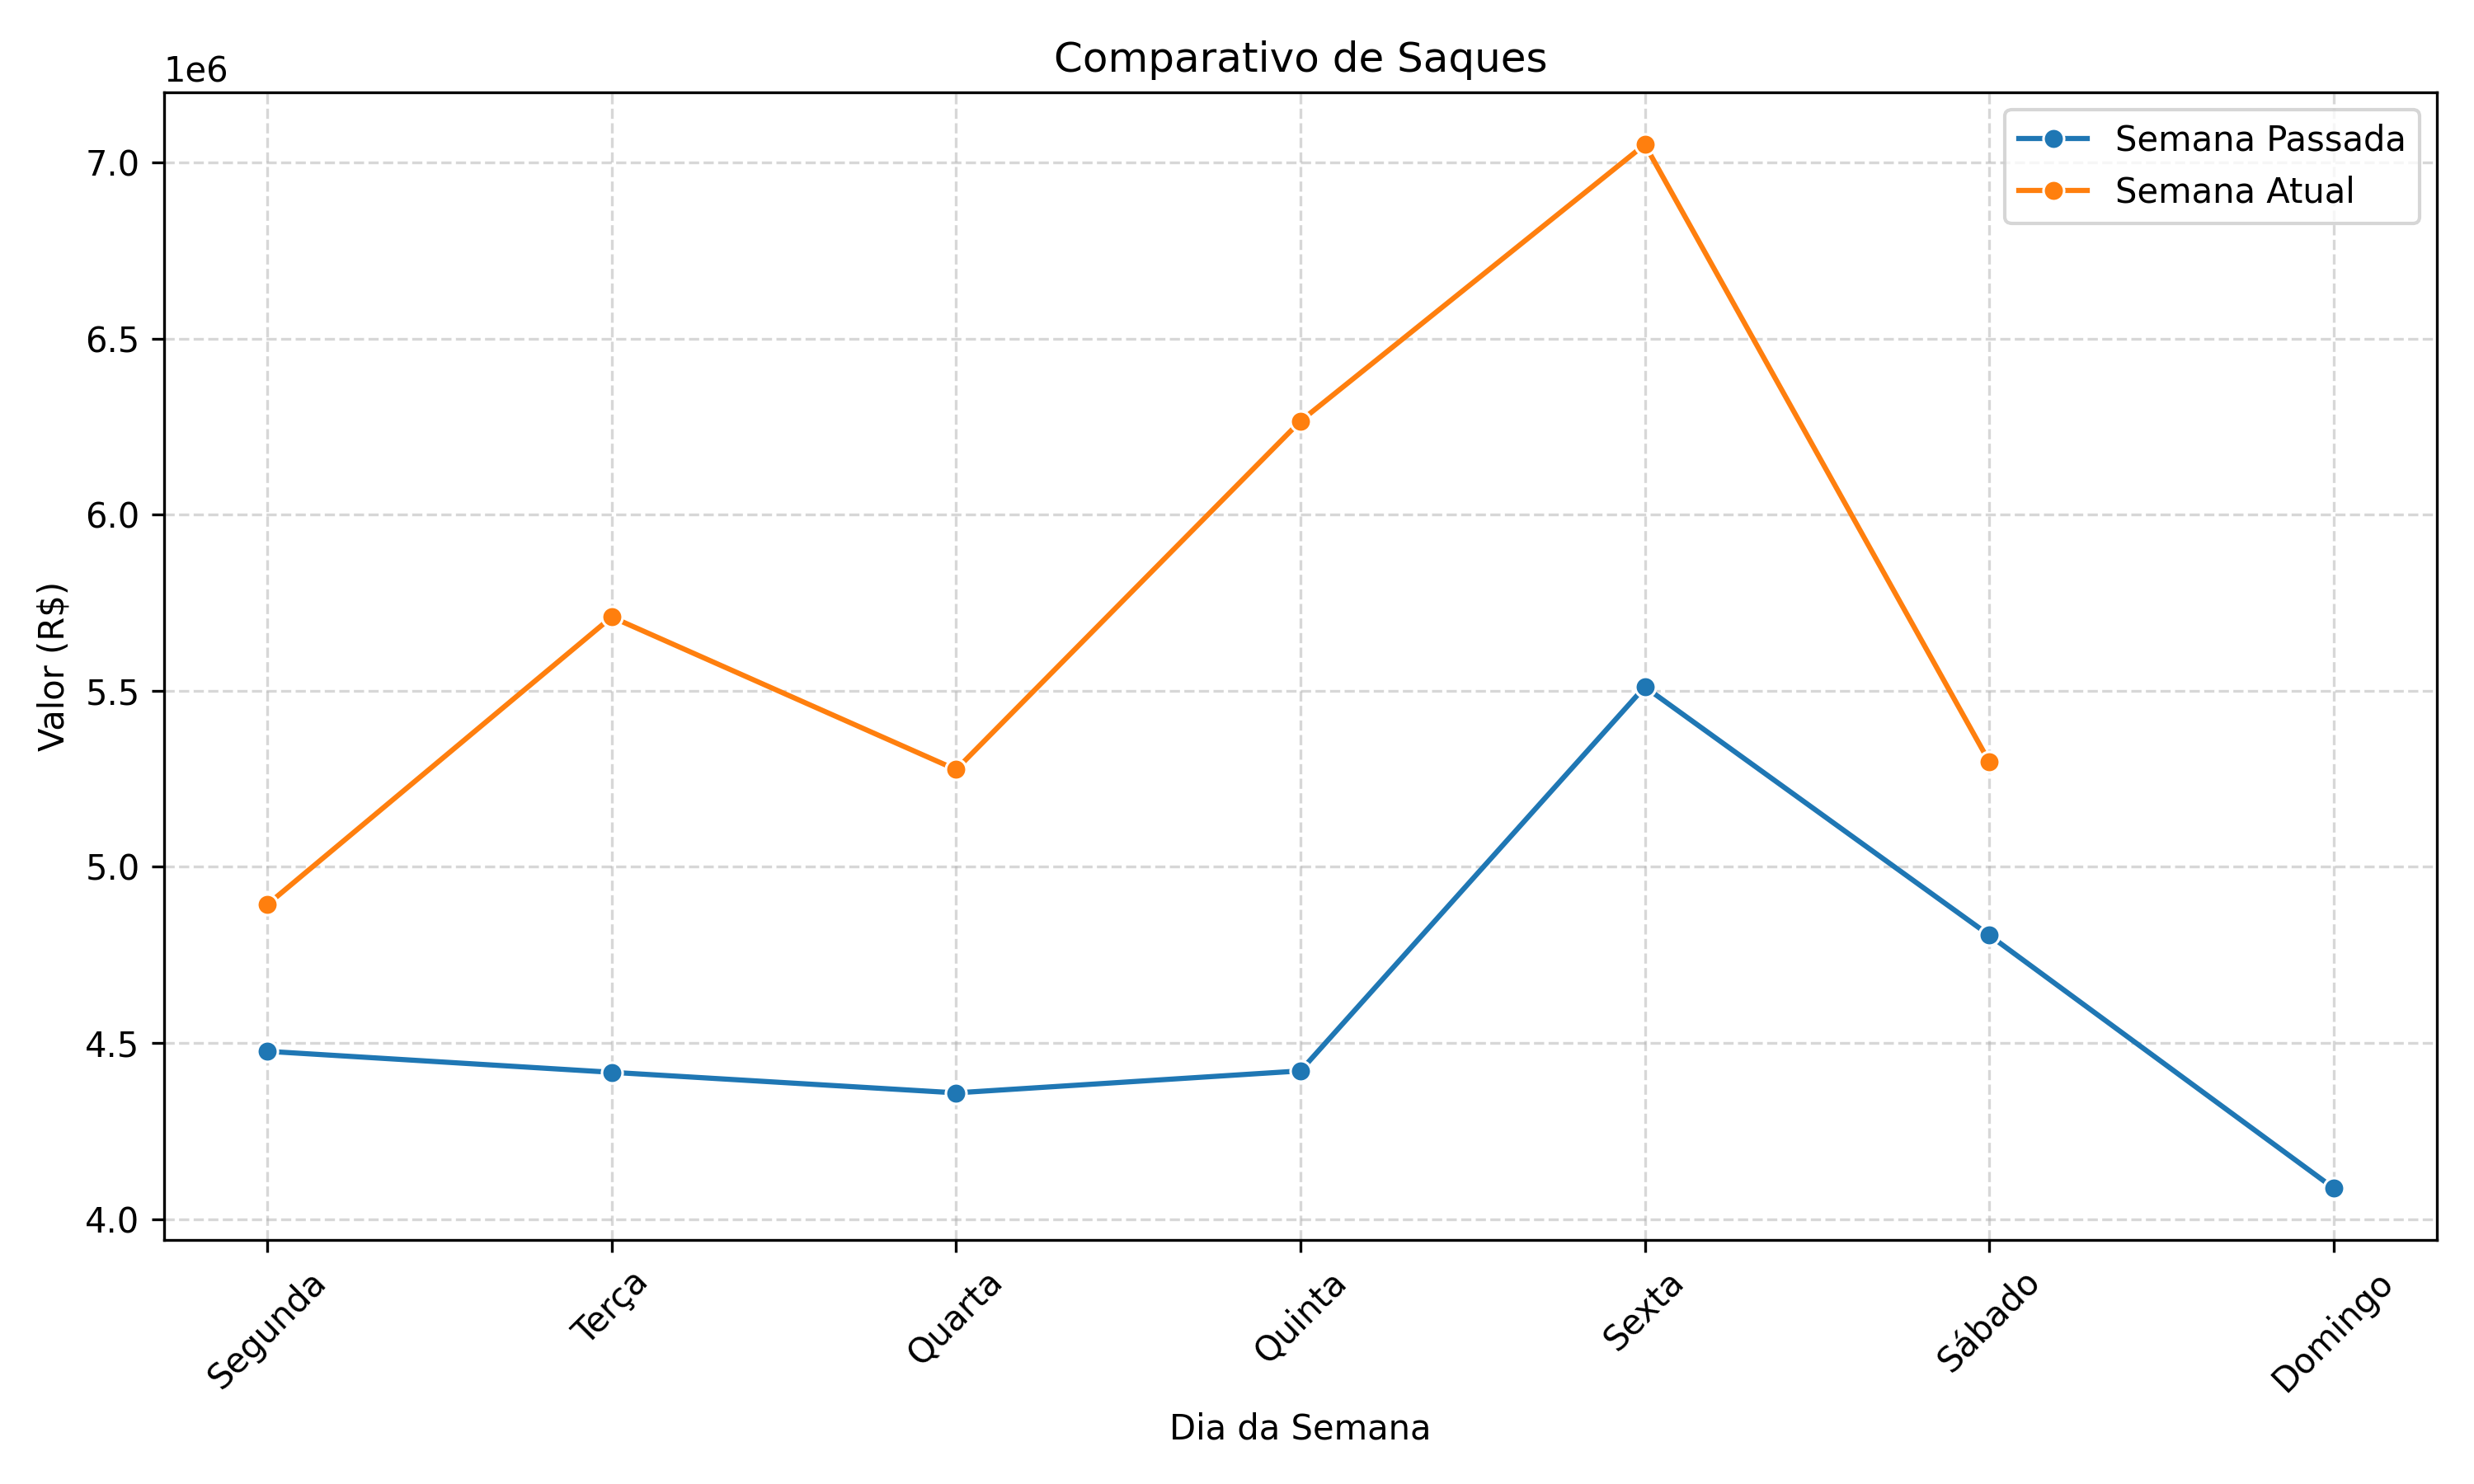 Comparativo de Saques
1e6
Semana Passada
Semana Atual
7.0
6.5
6.0
5.5
5.0
4.5
4.0
Valor (R$)
Segunda
Terça
Quarta
Quinta
Sexta
Sábado
Domingo
Dia da Semana